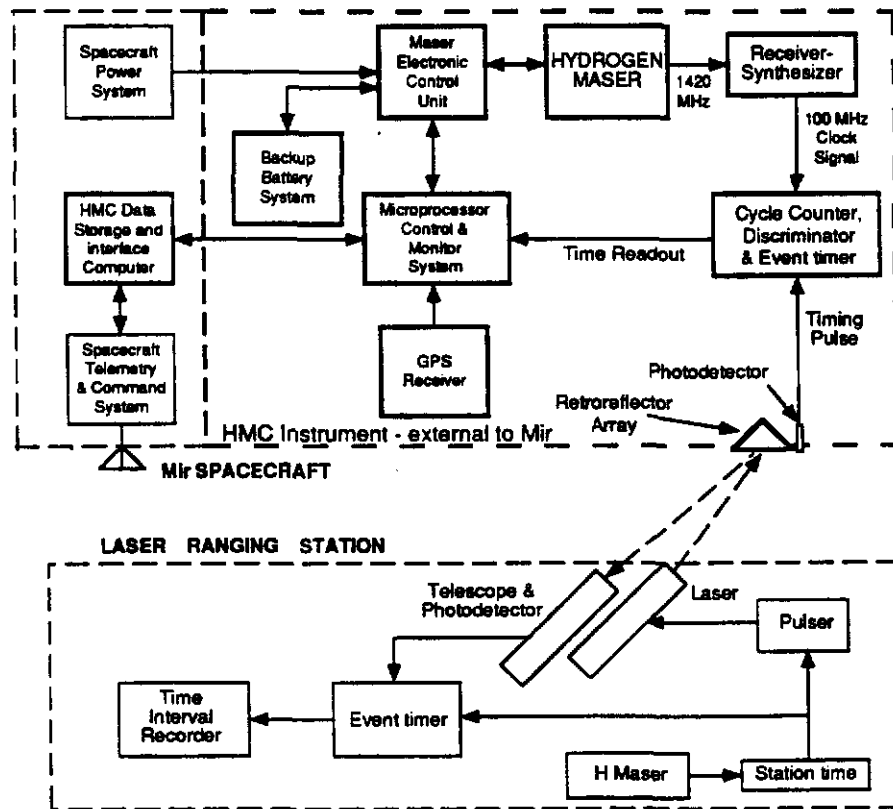 Spacecraft
Power
System
Maser
Electronic
Control
Unit
HYDROGEN
MASER
1420
MHz
Receiver-
Synthesizer
100 MHz
Clock
Signal
Backup
Battery
System
HMC Data
Storage and
interface
Computer
Microprocessor
Control &
Monitor
System
Time Readout
Cycle Counter,
Discriminator
& Event timer
Spacecraft
Telemetry
& Command
System
GPS
Receiver
Timing
Pulse
Photodetector
Retroreflector
Array
HMC Instrument - external to Mir
Mir SPACECRAFT
LASER RANGING STATION
Telescope &
Photodetector
Laser
Pulser
Time
Interval
Recorder
Event timer
H Maser
Station time